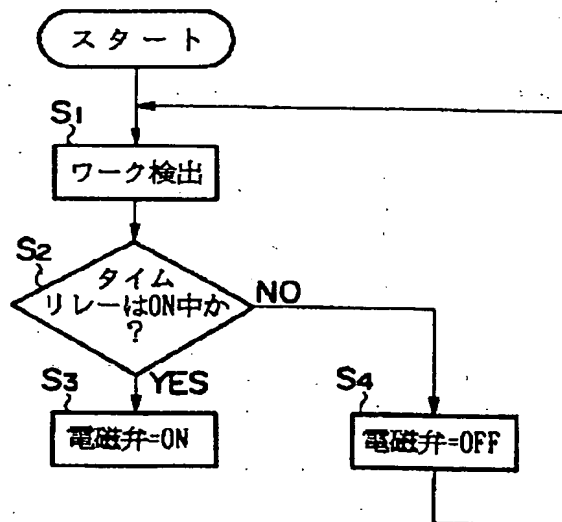 スタート
S1
ワーク検出
S2
タイム
リレーはON中か
?
NO
S3
YES
S4
電磁弁=ON
電磁弁=OFF